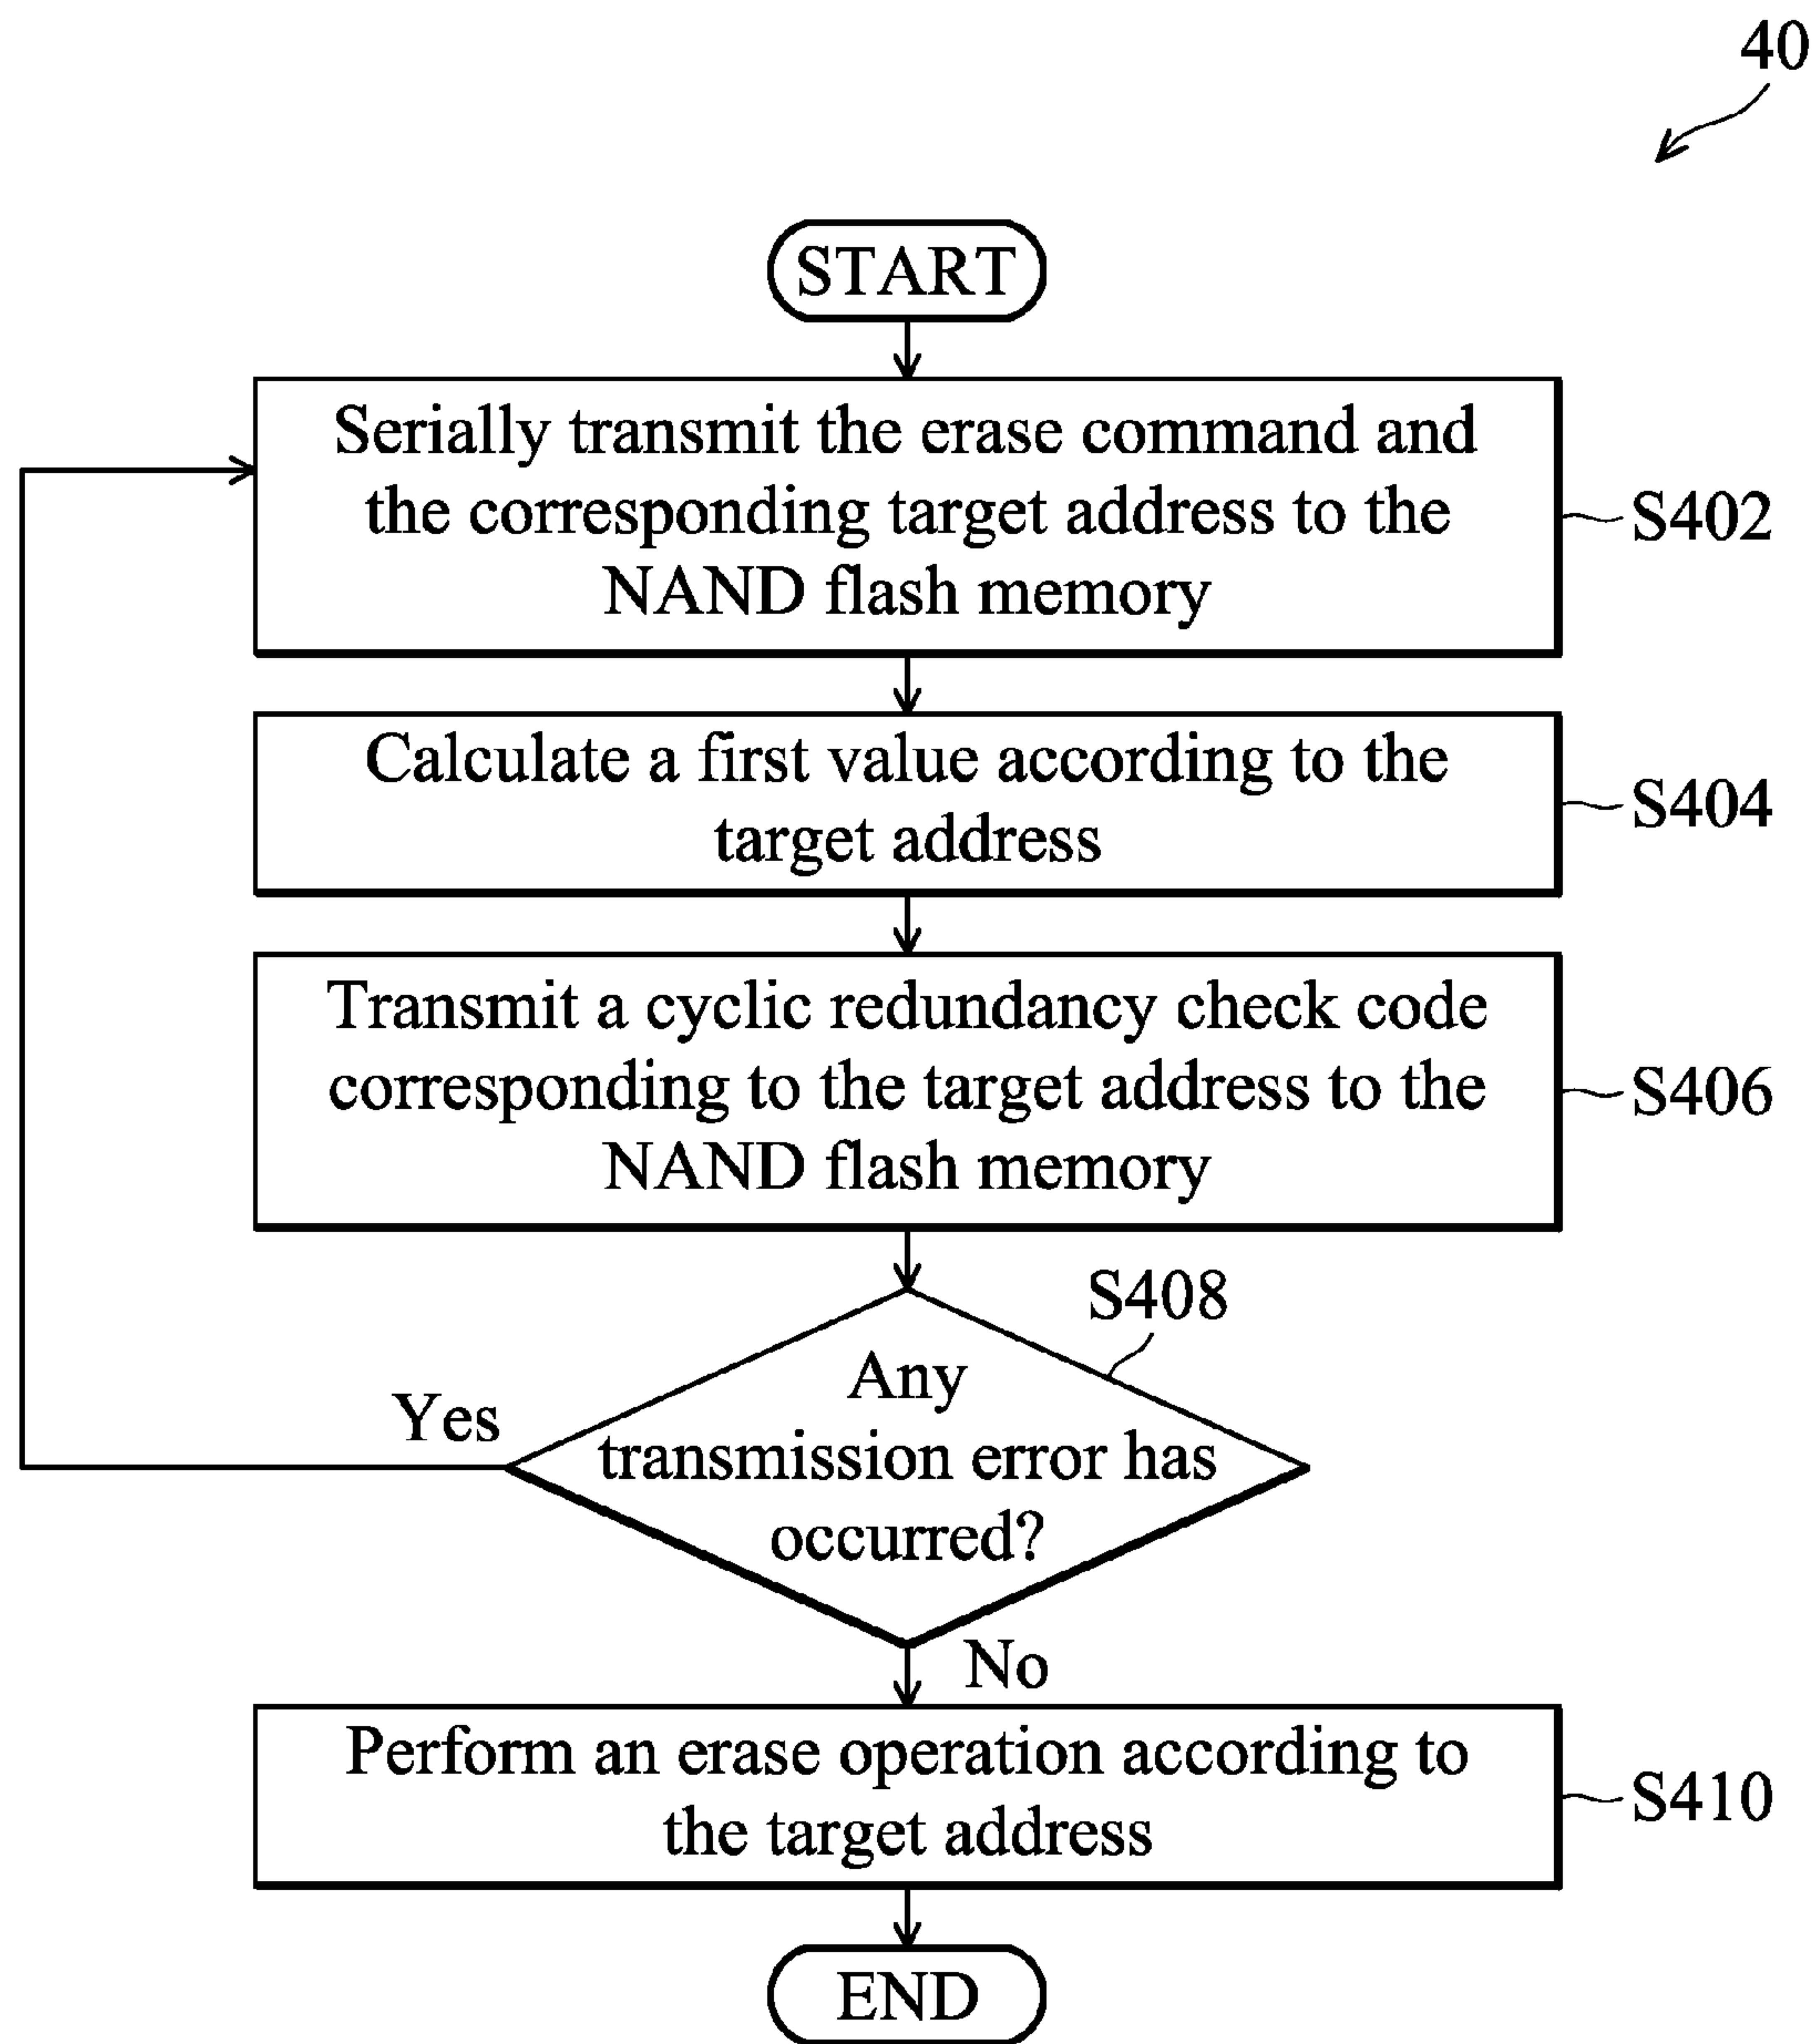 40
START
Serially transmit the erase command and
the corresponding target address to the
NAND flash memory
S402
Calculate a first value according to the
target address
S404
Transmit a cyclic redundancy check code
corresponding to the target address to the
NAND flash memory
S406
S408
Any
transmission error has
occurred?
Yes
No
Perform an erase operation according to
the target address
S410
END